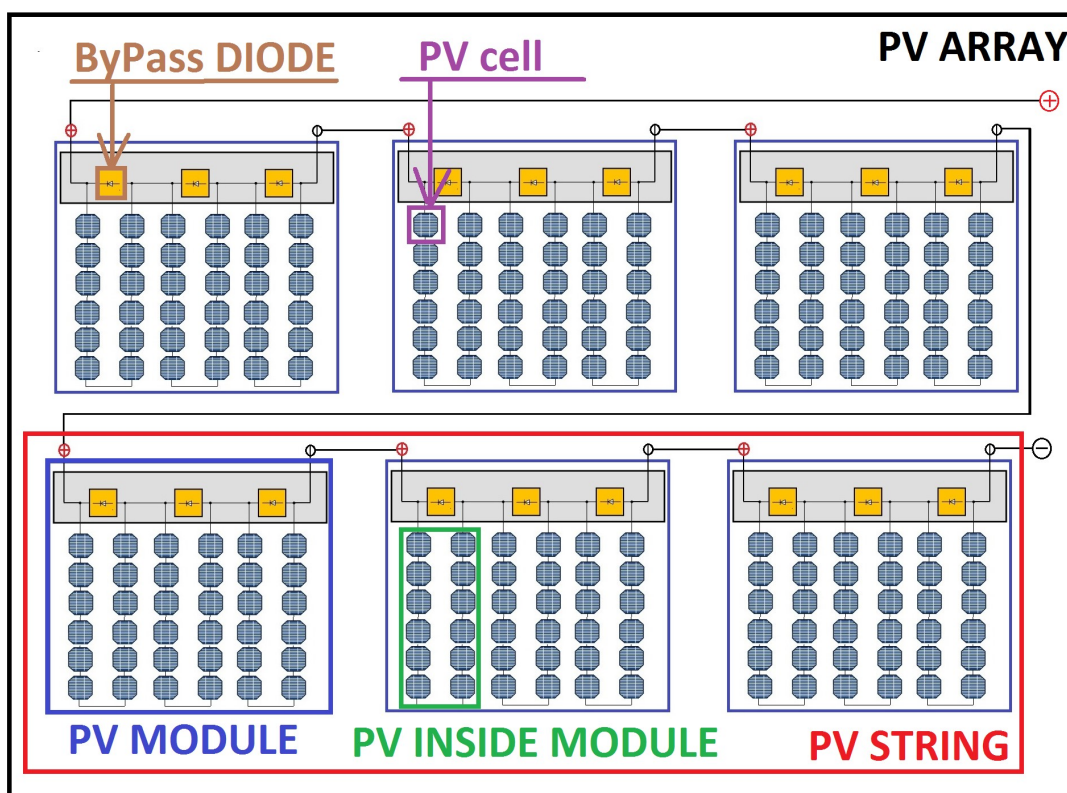 ByPass DIODE
PV cell
PV ARRAY
PV MODULE
PV INSIDE MODULE
PV STRING